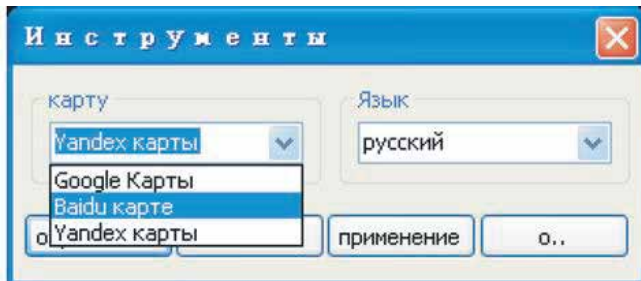 Инструменты
карту
Язык
Yandex карты
русский
Google Карты
Baidu карте
Yandex карты
применение
о..